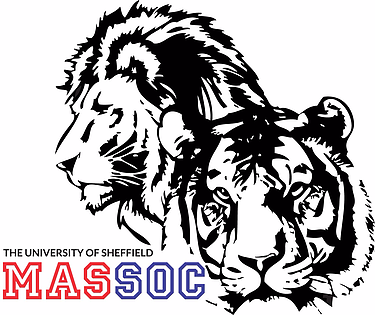 THE UNIVERSITY OF SHEFFIELD
MASSOC